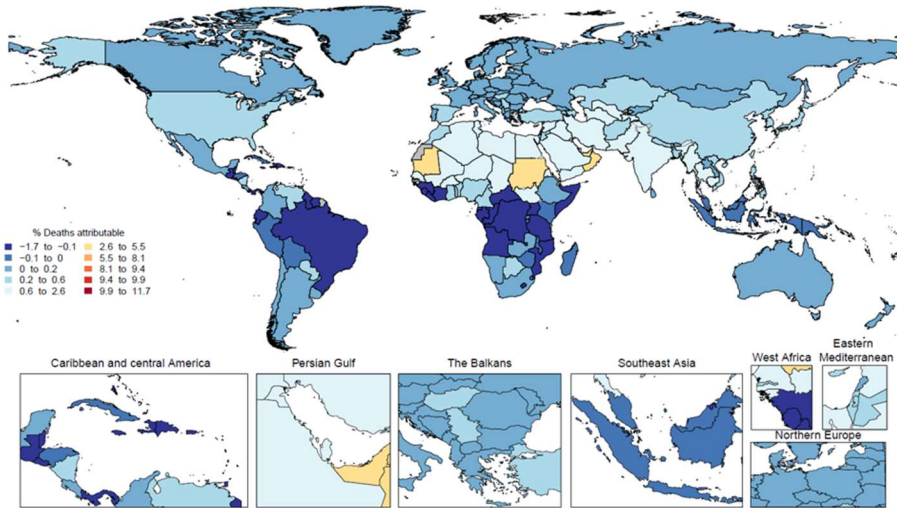 % Deaths attributable
−1.7 to −0.1 2.6 to 5.5
−0.1 to 0 5.5 to 8.1
0 to 0.2 8.1 to 9.4
0.2 to 0.6 9.4 to 9.9
0.6 to 2.6 9.9 to 11.7
Caribbean and central America
Persian Gulf
The Balkans
Southeast Asia
West Africa
Eastern
Mediterranean
Northern Europe